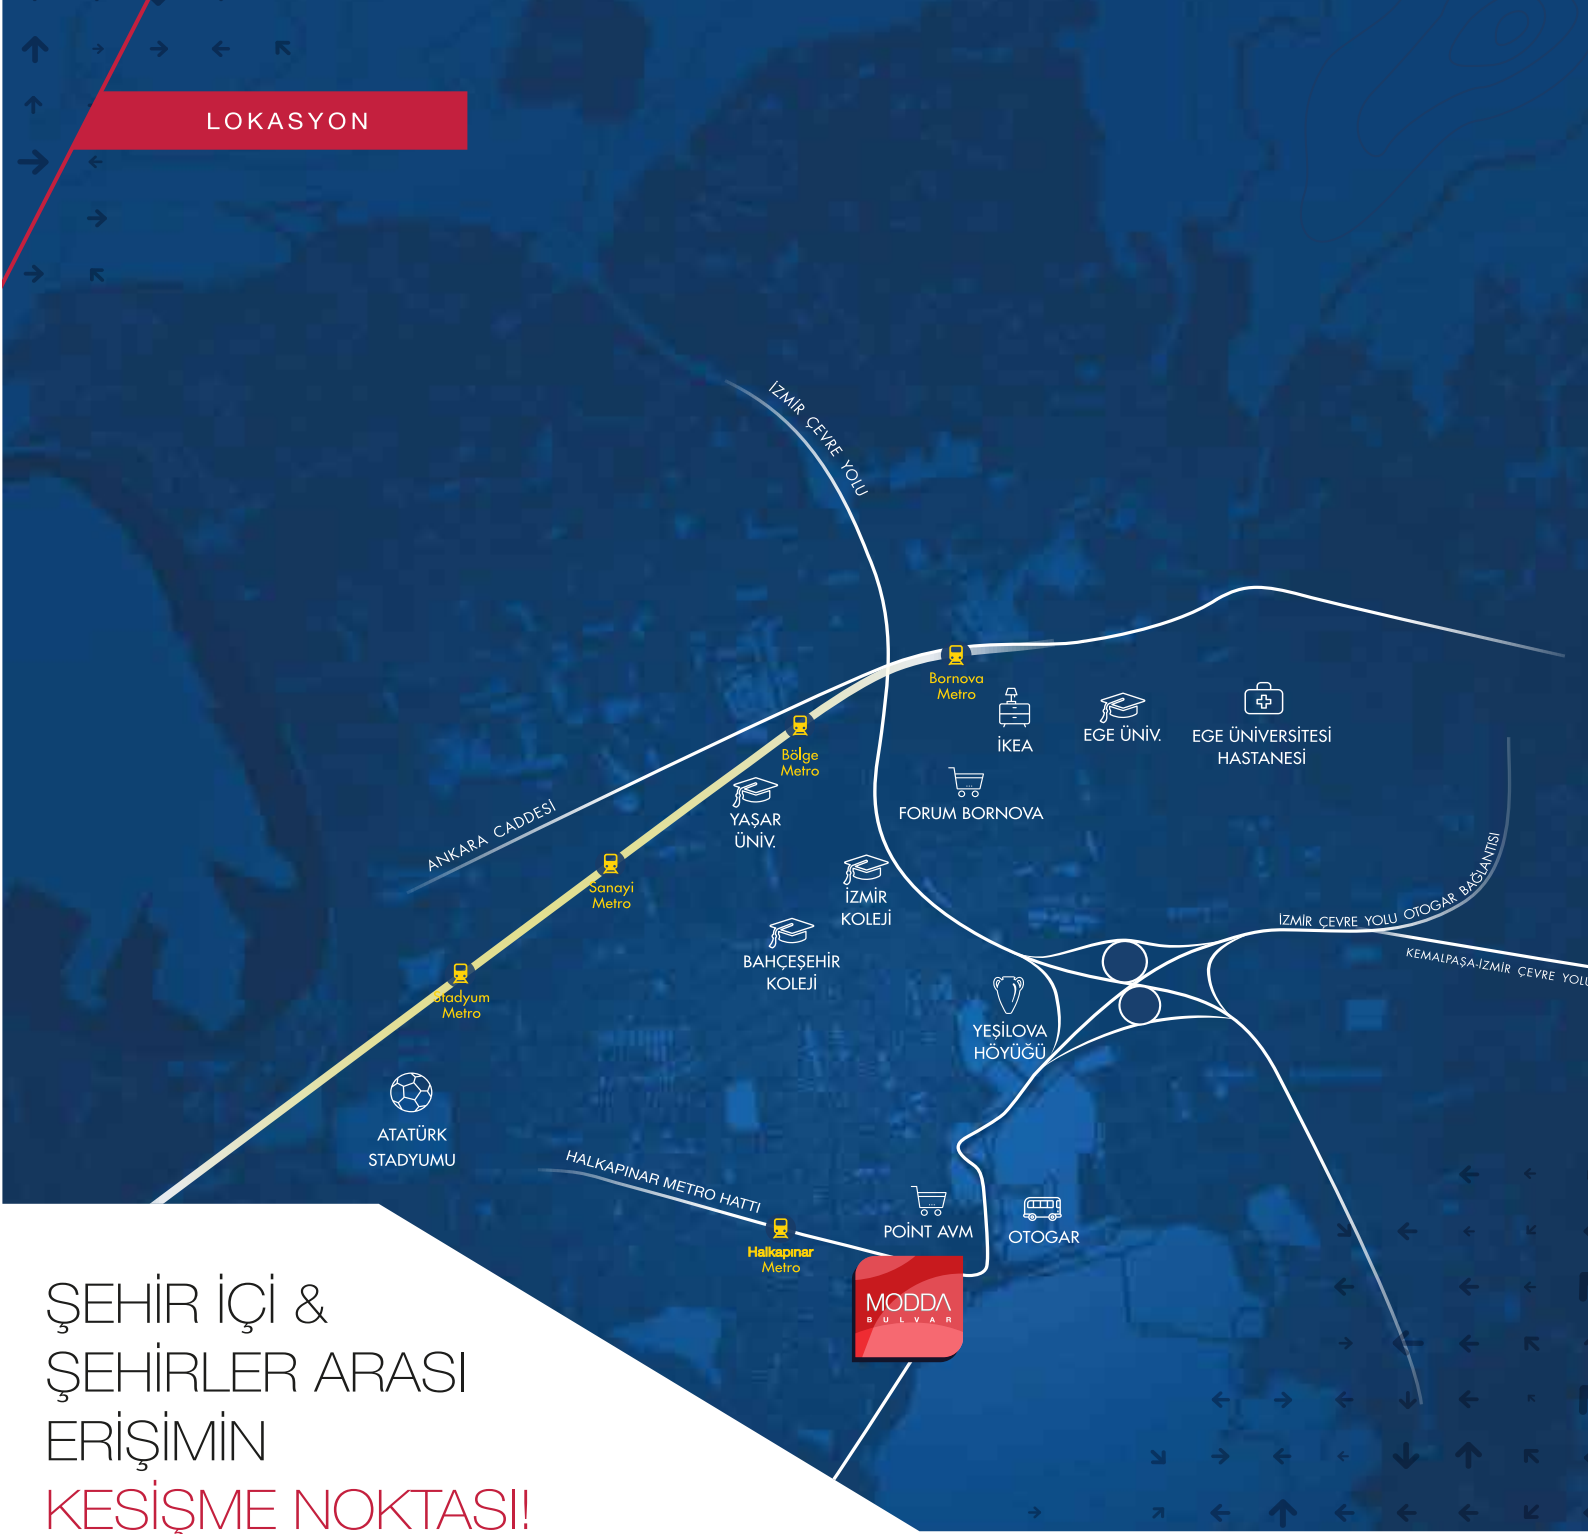 LOKASYON
İZMİR ÇEVRE YOLU
Bornova
Metro
İKEA
EGE ÜNİV.
EGE ÜNİVERSİTESİ
HASTANESİ
Bölge
Metro
YAŞAR
ÜNİV.
FORUM BORNOVA
ANKARA CADDESİ
Sanayi
Metro
İZMİR
KOLEJİ
İZMİR ÇEVRE YOLU OTOGAR BAĞLANTISI
KEMALPAŞA-İZMİR ÇEVRE YOLU
BAHÇEŞEHİR
KOLEJİ
Stadyum
Metro
YEŞİLOVA
HÖYÜĞÜ
ATATÜRK
STADYUMU
HALKAPINAR METRO HATTI
Halkapınar
Metro
POİNT AVM
OTOGAR
MODDA
BULVAR
ŞEHİR İÇİ &
ŞEHİRLER ARASI
ERİŞİMİN
KESİŞME NOKTASI!